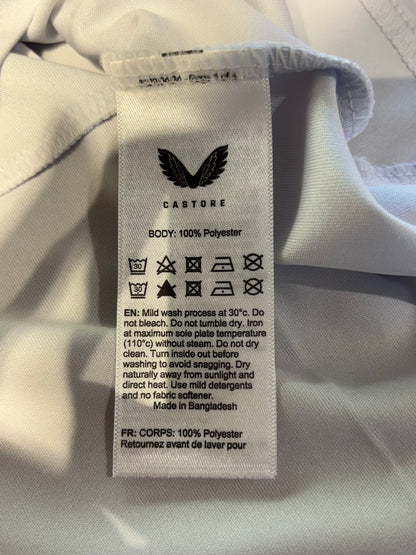 CASTORE
BODY: 100% Polyester
30
30
EN: Mild wash process at 30°c. Do
not bleach. Do not tumble dry. Iron
at maximum sole plate temperature
(110°c) without steam. Do not dry
clean. Turn inside out before
washing to avoid snagging. Dry
naturally away from sunlight and
direct heat. Use mild detergents
and no fabric softener.
Made in Bangladesh
FR: CORPS: 100% Polyester
Retournez avant de laver pour